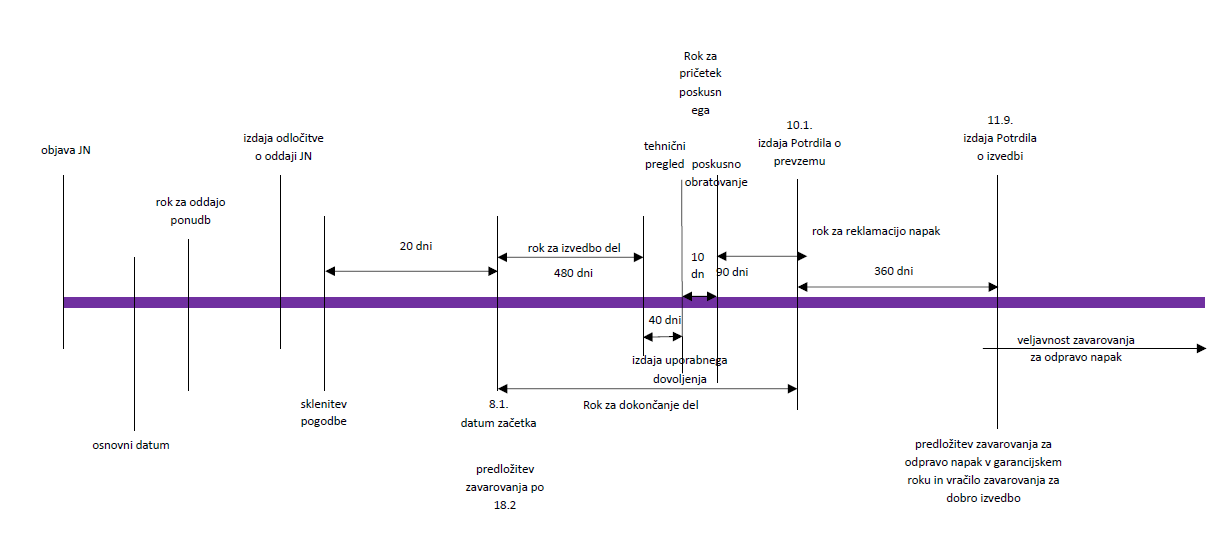 objava JN
rok za oddajo
ponudb
osnovni datum
izdaja odločitve
o oddaji JN
sklenitev
pogodbe
20 dni
8.1.
datum začetka
predložitev
zavarovanja po
18.2
rok za izvedbo del
480 dni
40 dni
izdaja uporabnega
dovoljenja
Rok za dokončanje del
tehnični
pregled
Rok za
pričetek
poskusn
ega
poskusno
obratovanje
10
dn
90 dni
10.1.
izdaja Potrdila o
prevzemu
rok za reklamacijo napak
360 dni
11.9.
izdaja Potrdila
o izvedbi
veljavnost zavarovanja
za odpravo napak
predložitev zavarovanja za
odpravo napak v garancijskem
roku in vračilo zavarovanja za
dobro izvedbo